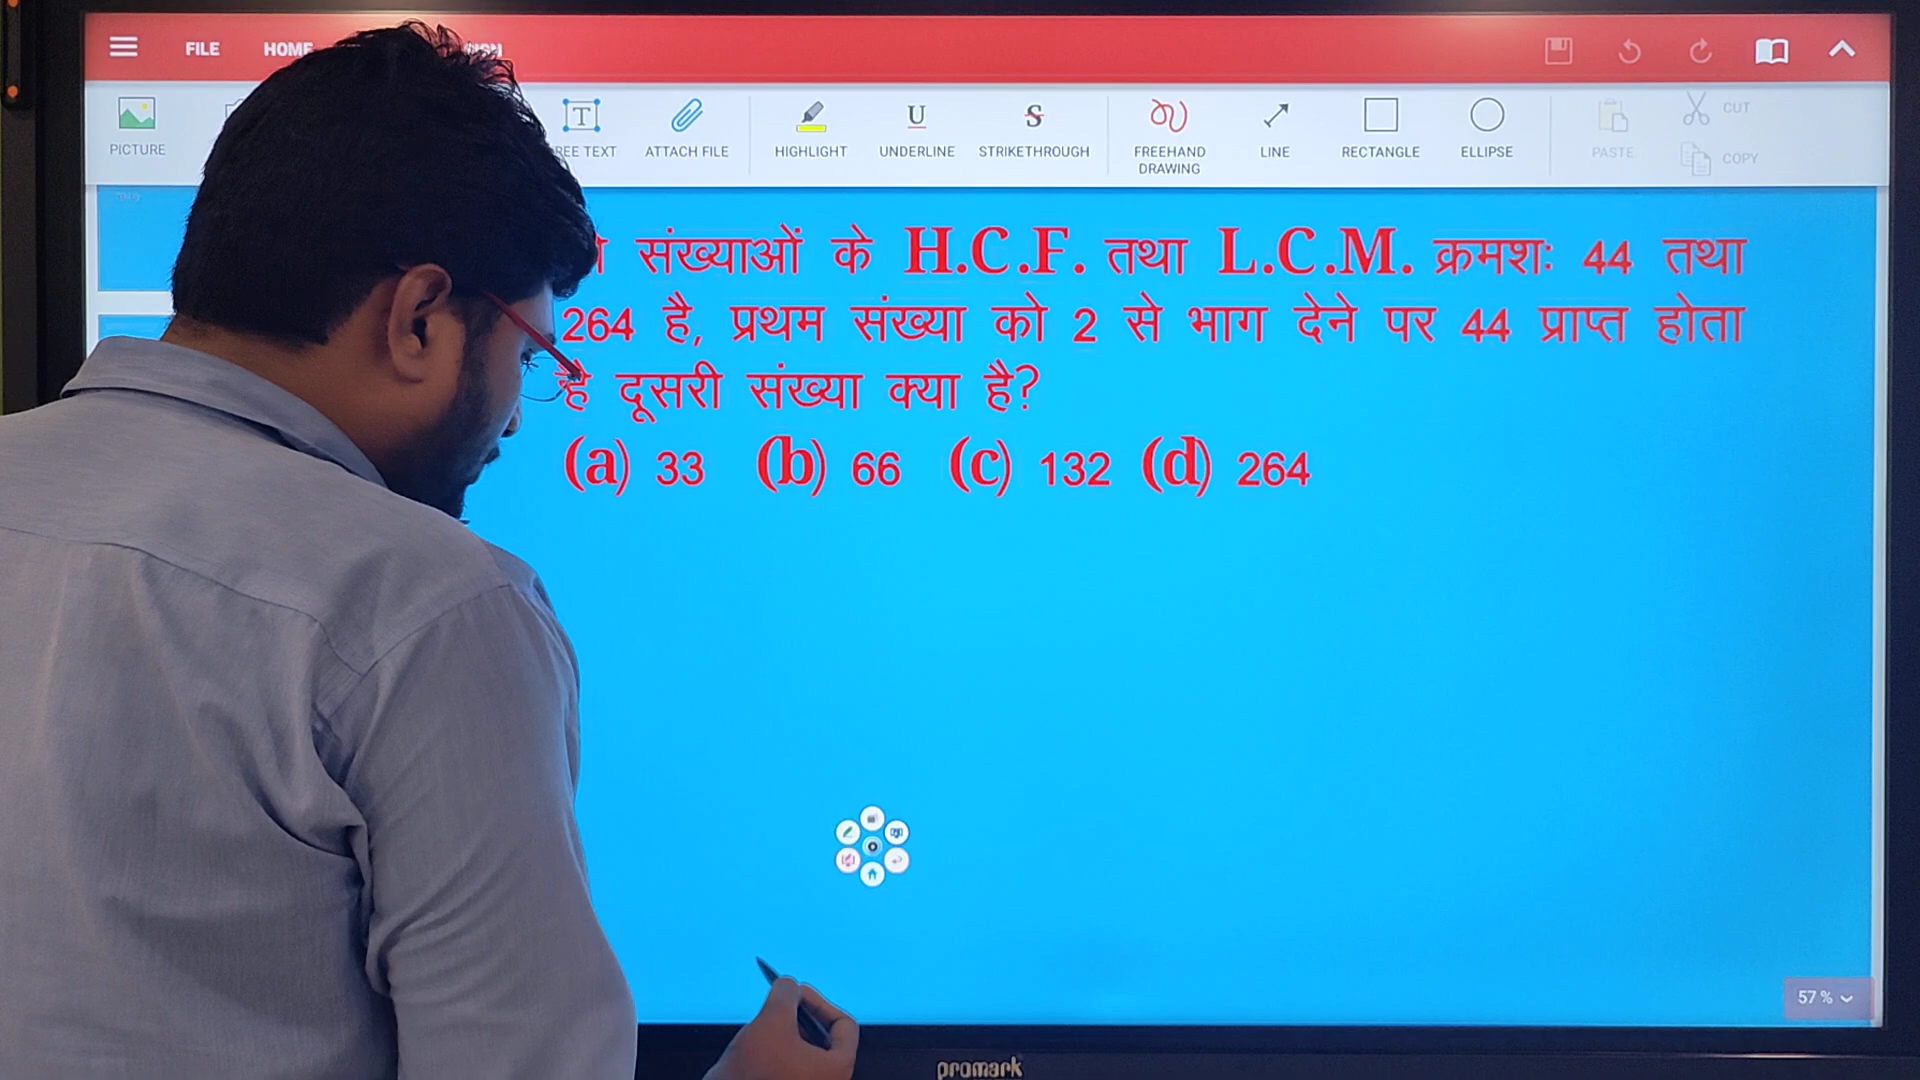 FILE HOME
PICTURE
ATTACH FILE
HIGHLIGHT
UNDERLINE
STRIKETHROUGH
FREEHAND DRAWING
LINE
RECTANGLE
ELLIPSE
PASTE
CUT
COPY
TEXT
संख्याओं के H.C.F. तथा L.C.M. क्रमशः 44 तथा
264 है, प्रथम संख्या को 2 से भाग देने पर 44 प्राप्त होता
है दूसरी संख्या क्या है?
(a) 33 (b) 66 (c) 132 (d) 264
57 %
promark